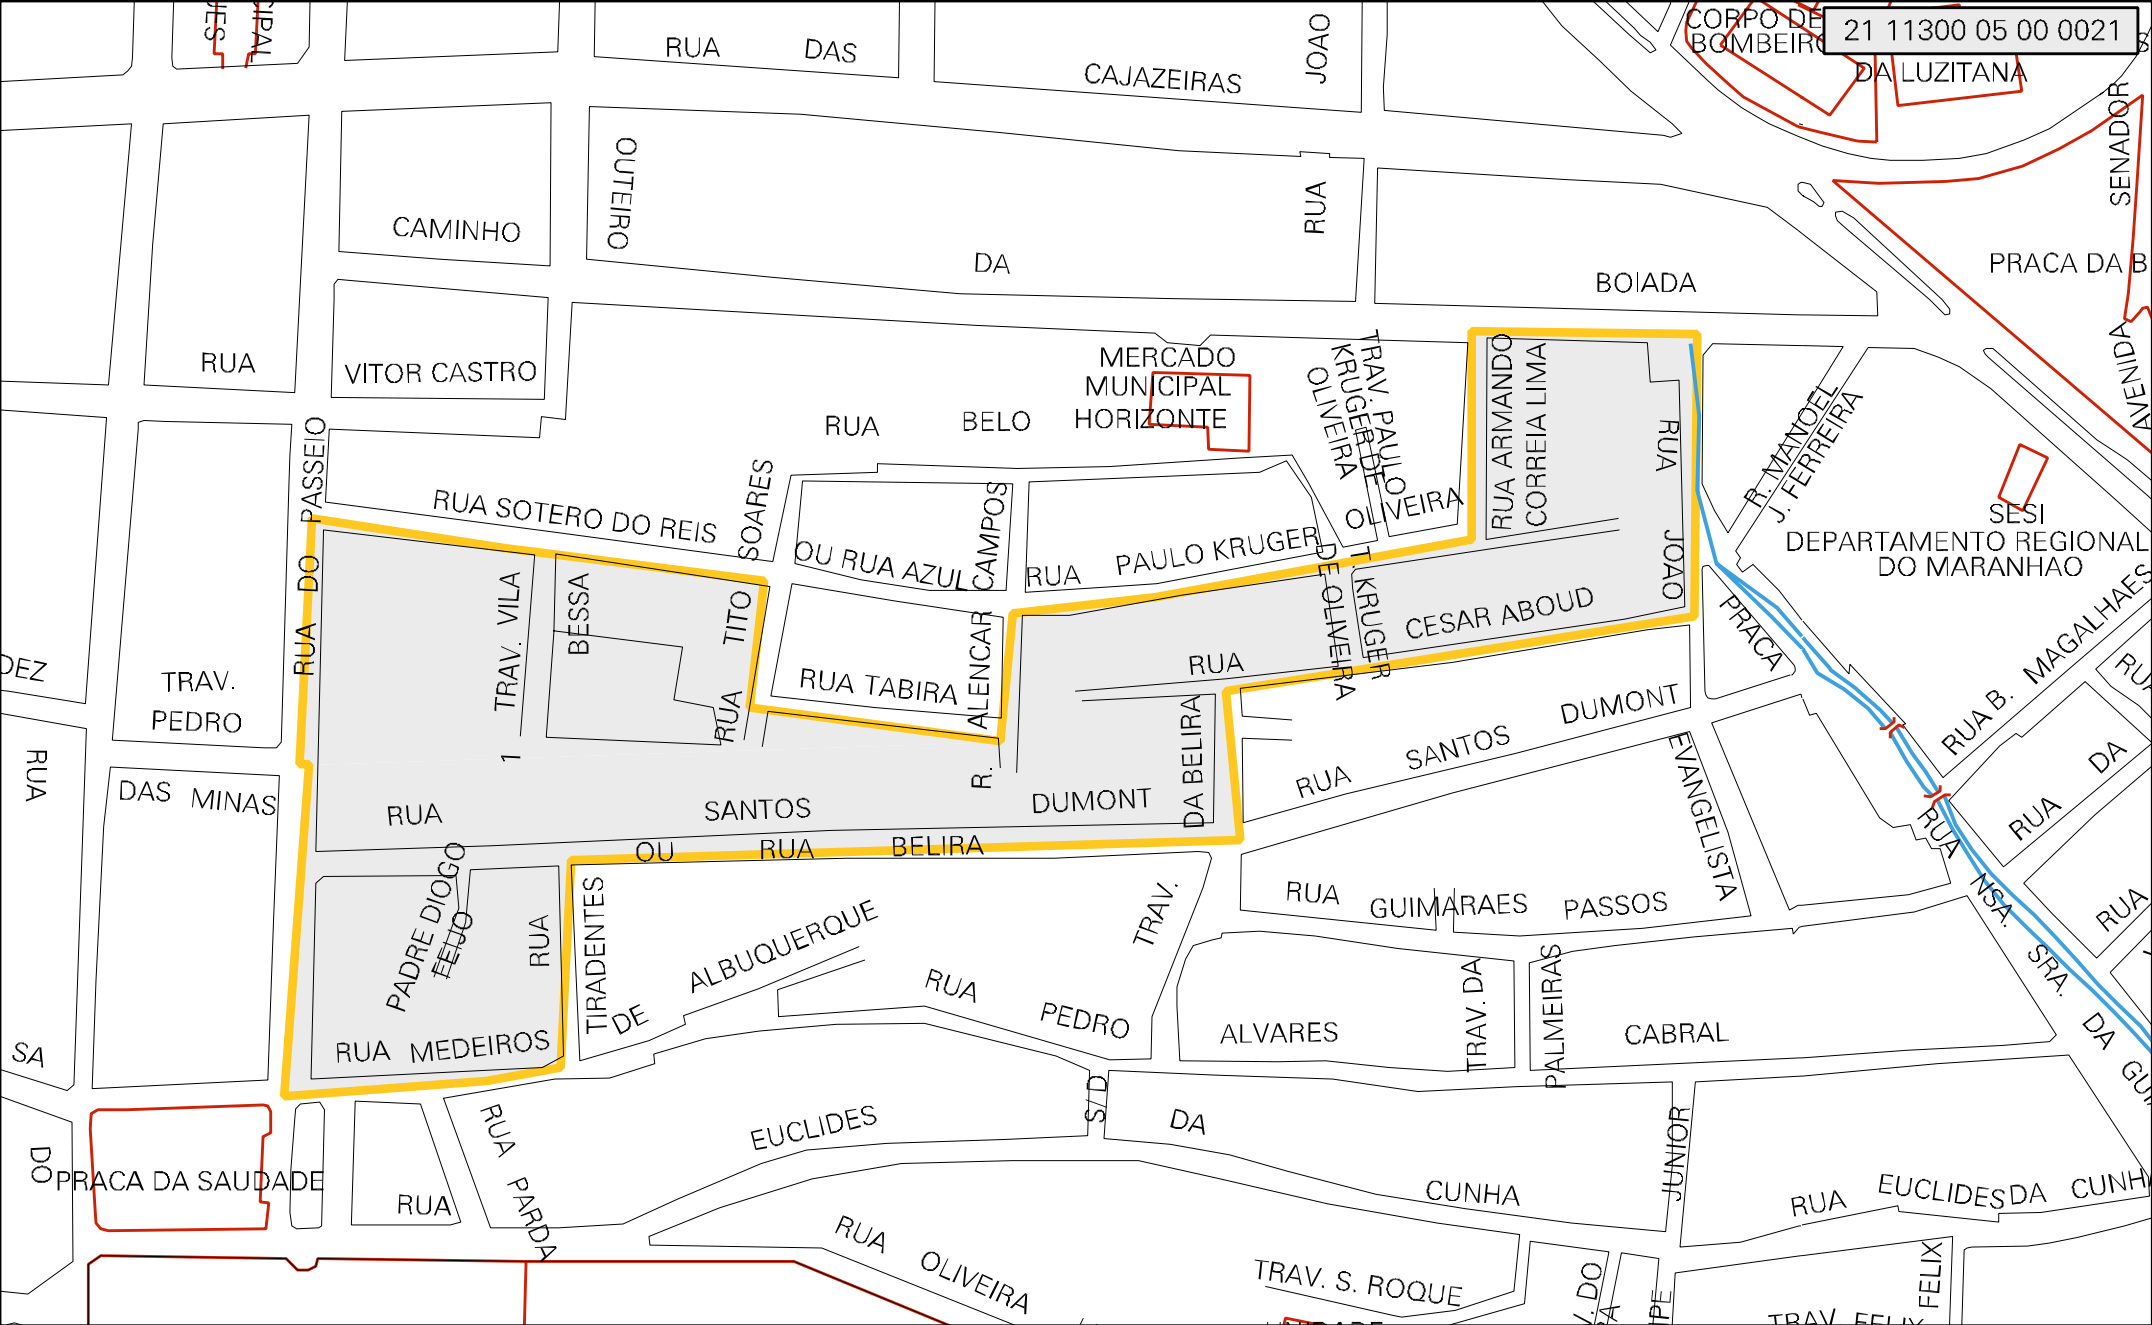 21 11300 05 00 0021
CORPO DE
DA LUZITANA
RUA DAS
CAJAZEIRAS
JOAO
RUA
SENADOR
OUTEIRO
CAMINHO
DA
BOIADA
PRACA DA B
AVENIDA
RUA
VITOR CASTRO
MERCADO
MUNICIPAL
HORIZONTE
RUA BELO
TRAV. PAULO
KRUGER DE
OLIVEIRA
RUA ARMANDO
CORREIA LIMA
RUA
JOAO
R. MANOEL
J. FERREIRA
SESI
DEPARTAMENTO REGIONAL
DO MARANHAO
RUA DO PASSEIO
RUA SOTERO DO REIS
SOARES
TITO
RUA
OU RUA AZUL
CAMPOS
ALENCAR
R.
RUA PAULO KRUGER
OLIVEIRA
DE OLIVEIRA
T. KRUGER
RUA
CESAR ABOUD
PRACA
RUA B. MAGALHAES
TRAV. VILA
BESSA
1
RUA TABIRA
TRAV.
PEDRO
DAS MINAS
DEZ
RUA
RUA SANTOS DUMONT
DA BELIRA
RUA SANTOS DUMONT
EVANGELISTA
RUA DA
RUA
OU RUA BELIRA
PADRE DIOGO
FEIJO
RUA
TIRADENTES
DE ALBUQUERQUE
TRAV.
RUA GUIMARAES PASSOS
RUA
NSA.
SRA.
DA
RUA
RUA MEDEIROS
RUA PEDRO
ALVARES
TRAV. DA
PALMEIRAS
CABRAL
SA
DO
PRACA DA SAUDADE
RUA
RUA PARDA
EUCLIDES
S/D
DA
CUNHA
JUNIOR
RUA EUCLIDES DA CUNH
RUA OLIVEIRA
TRAV. S. ROQUE
FELIX